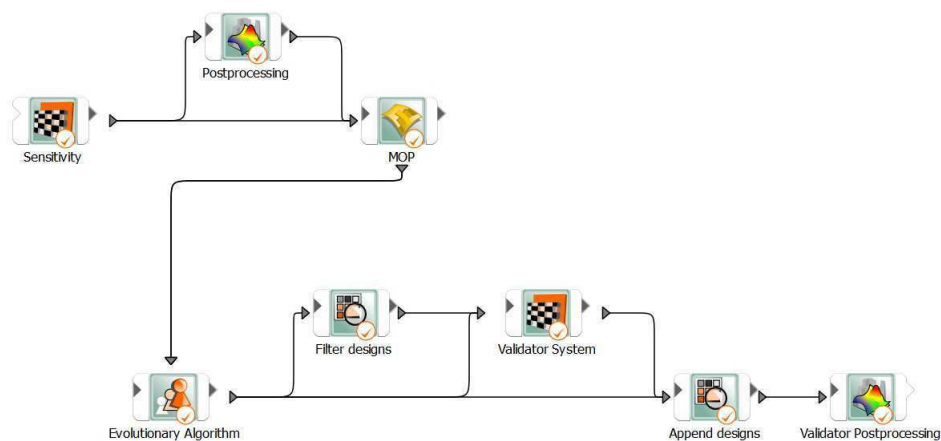 Postprocessing
Sensitivity
MOP
Filter designs
Validator System
Evolutionary Algorithm
Append designs
Validator Postprocessing